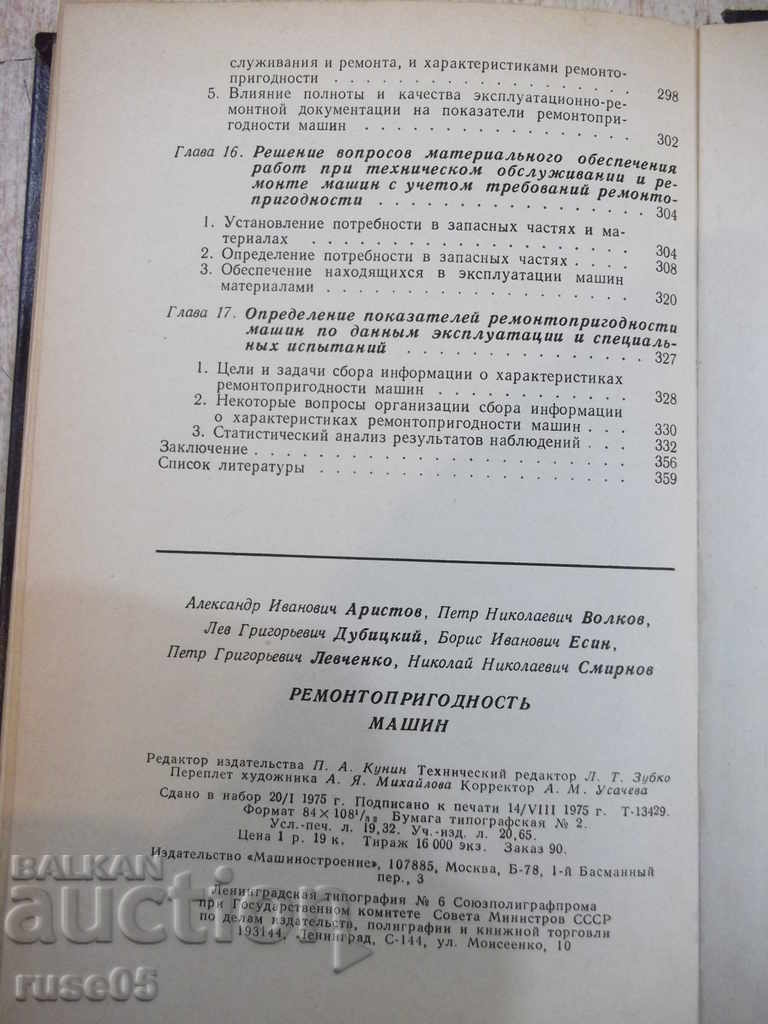 служивания и ремонта, и характеристиками ремонто-
пригодности . . . . . . . . . . . . . . . . . 298
5. Влияние полноты и качества эксплуатационно-ре-
монтной документации на показатели ремонтопри-
годности машин . . . . . . . . . . . . . . . 302
Глава 16. Решение вопросов материального обеспечения
работ при техническом обслуживании и ре-
монте машин с учетом требований ремонто-
пригодности . . . . . . . . . . . . . . . 304
1. Установление потребности в запасных частях и ма-
териалах . . . . . . . . . . . . . . . . . . 304
2. Определение потребности в запасных частях . . . . 308
3. Обеспечение находящихся в эксплуатации машин
материалами . . . . . . . . . . . . . . . . . 320
Глава 17. Определение показателей ремонтопригодности
машин по данным эксплуатации и специаль-
ных испытаний . . . . . . . . . . . . . . 327
1. Цели и задачи сбора информации о характеристиках
ремонтопригодности машин . . . . . . . . . . . 328
2. Некоторые вопросы организации сбора информации
о характеристиках ремонтопригодности машин . . . 330
3. Статистический анализ результатов наблюдений . . . 332
Заключение . . . . . . . . . . . . . . . . . . . . 356
Список литературы . . . . . . . . . . . . . . . . . 359
Александр Иванович Аристов, Петр Николаевич Волков,
Лев Григорьевич Дубицкий, Борис Иванович Есин,
Петр Григорьевич Левченко, Николай Николаевич Смирнов
РЕМОНТОПРИГОДНОСТЬ
МАШИН
Редактор издательства П. А. Кунин Технический редактор Л. Т. Зубко
Переплет художника А. Я. Михайлова Корректор А. М. Усачева
Сдано в набор 20/I 1975 г. Подписано к печати 14/VIII 1975 г. Т-13429.
Формат 84 × 108¹/₃₂ Бумага типографская № 2.
Усл.-печ. л. 19,32. Уч.-изд. л. 20,65.
Цена 1 р. 19 к. Тираж 16 000 экз. Заказ 90.
Издательство «Машиностроение», 107885, Москва, Б-78, 1-й Басманный
пер., 3
Ленинградская типография № 6 Союзполиграфпрома
при Государственном комитете Совета Министров СССР
по делам издательств, полиграфии и книжной торговли
193144, Ленинград, С-144, ул. Моисеенко, 10
BALKAN
auction
ruse05